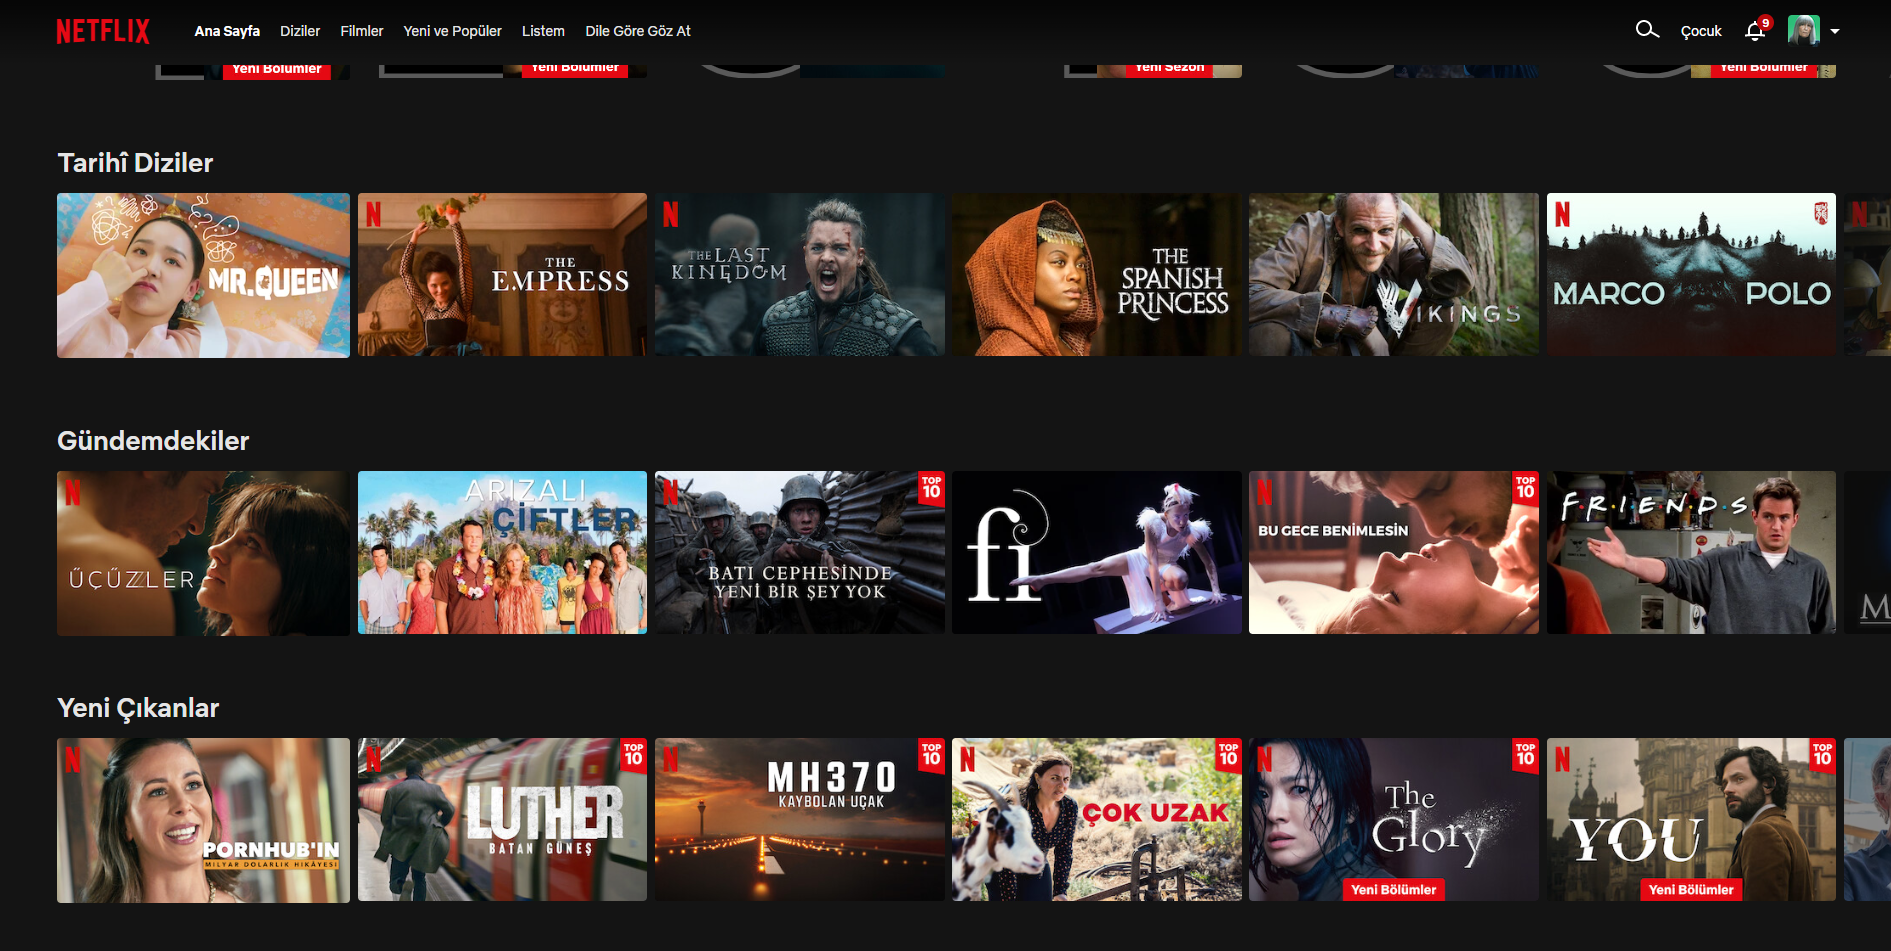 NETFLIX
Ana Sayfa Diziler Filmler Yeni ve Popüler Listem Dile Göre Göz At
Çocuk 9
Yeni Bölümler Yeni Bölümler Yeni Sezon Yeni Bölümler
Tarihî Diziler
MR.QUEEN
N
THE
EMPRESS
N
THE LAST
KINGDOM
THE
SPANISH
PRINCESS
VIKINGS
N
MARCO POLO
N
Gündemdekiler
N
ÜÇÜZLER
ARIZALI
ÇİFTLER
N
TOP
10
BATI CEPHESİNDE
YENİ BİR ŞEY YOK
fi
N
TOP
10
BU GECE BENİMLESİN
F·R·I·E·N·D·S
M
Yeni Çıkanlar
N
PORNHUB'IN
MİLYAR DOLARLIK HİKÂYESİ
N
TOP
10
LUTHER
BATAN GÜNEŞ
N
TOP
10
MH370
KAYBOLAN UÇAK
N
TOP
10
ÇOK UZAK
N
TOP
10
The
Glory
Yeni Bölümler
N
TOP
10
YOU
Yeni Bölümler